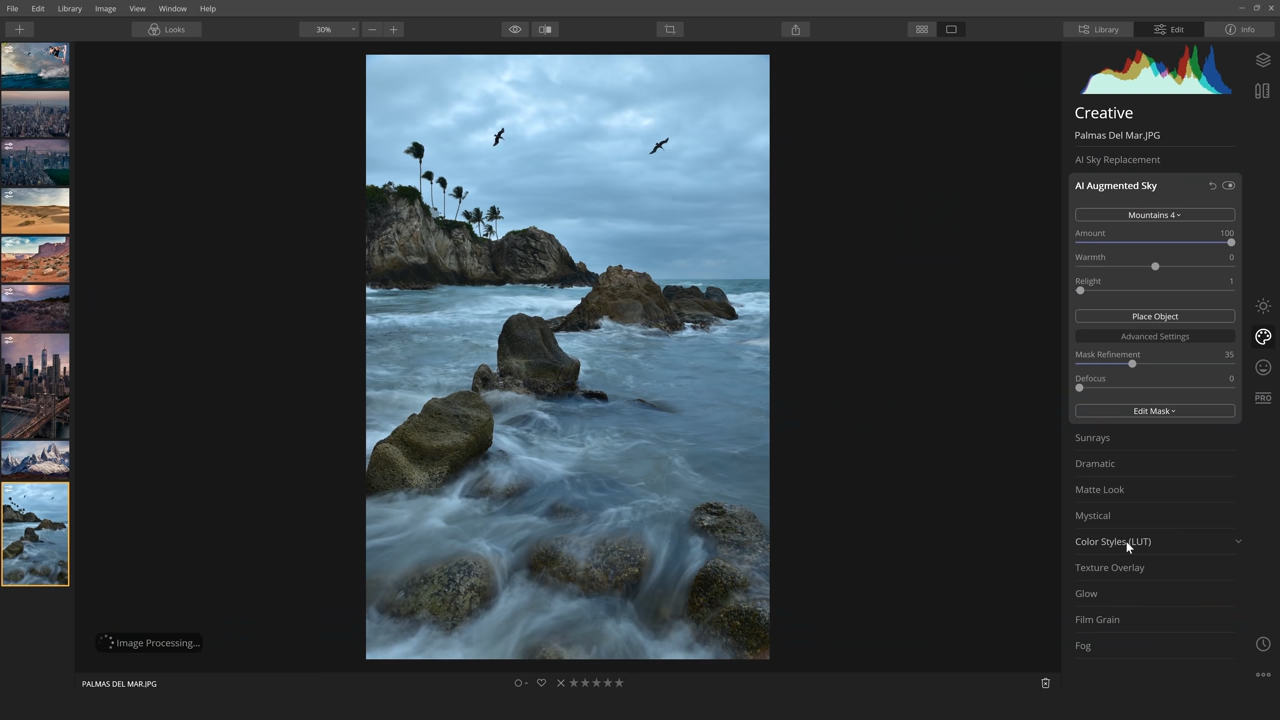 File Edit Library Image View Window Help
Looks 30% Library Edit Info
Creative
Palmas Del Mar.JPG
AI Sky Replacement
AI Augmented Sky
Mountains 4
Amount 100
Warmth 0
Relight 1
Place Object
Advanced Settings
Mask Refinement 35
Defocus 0
Edit Mask
Sunrays
Dramatic
Matte Look
Mystical
Color Styles (LUT)
Texture Overlay
Glow
Film Grain
Fog
PRO
Image Processing...
PALMAS DEL MAR.JPG